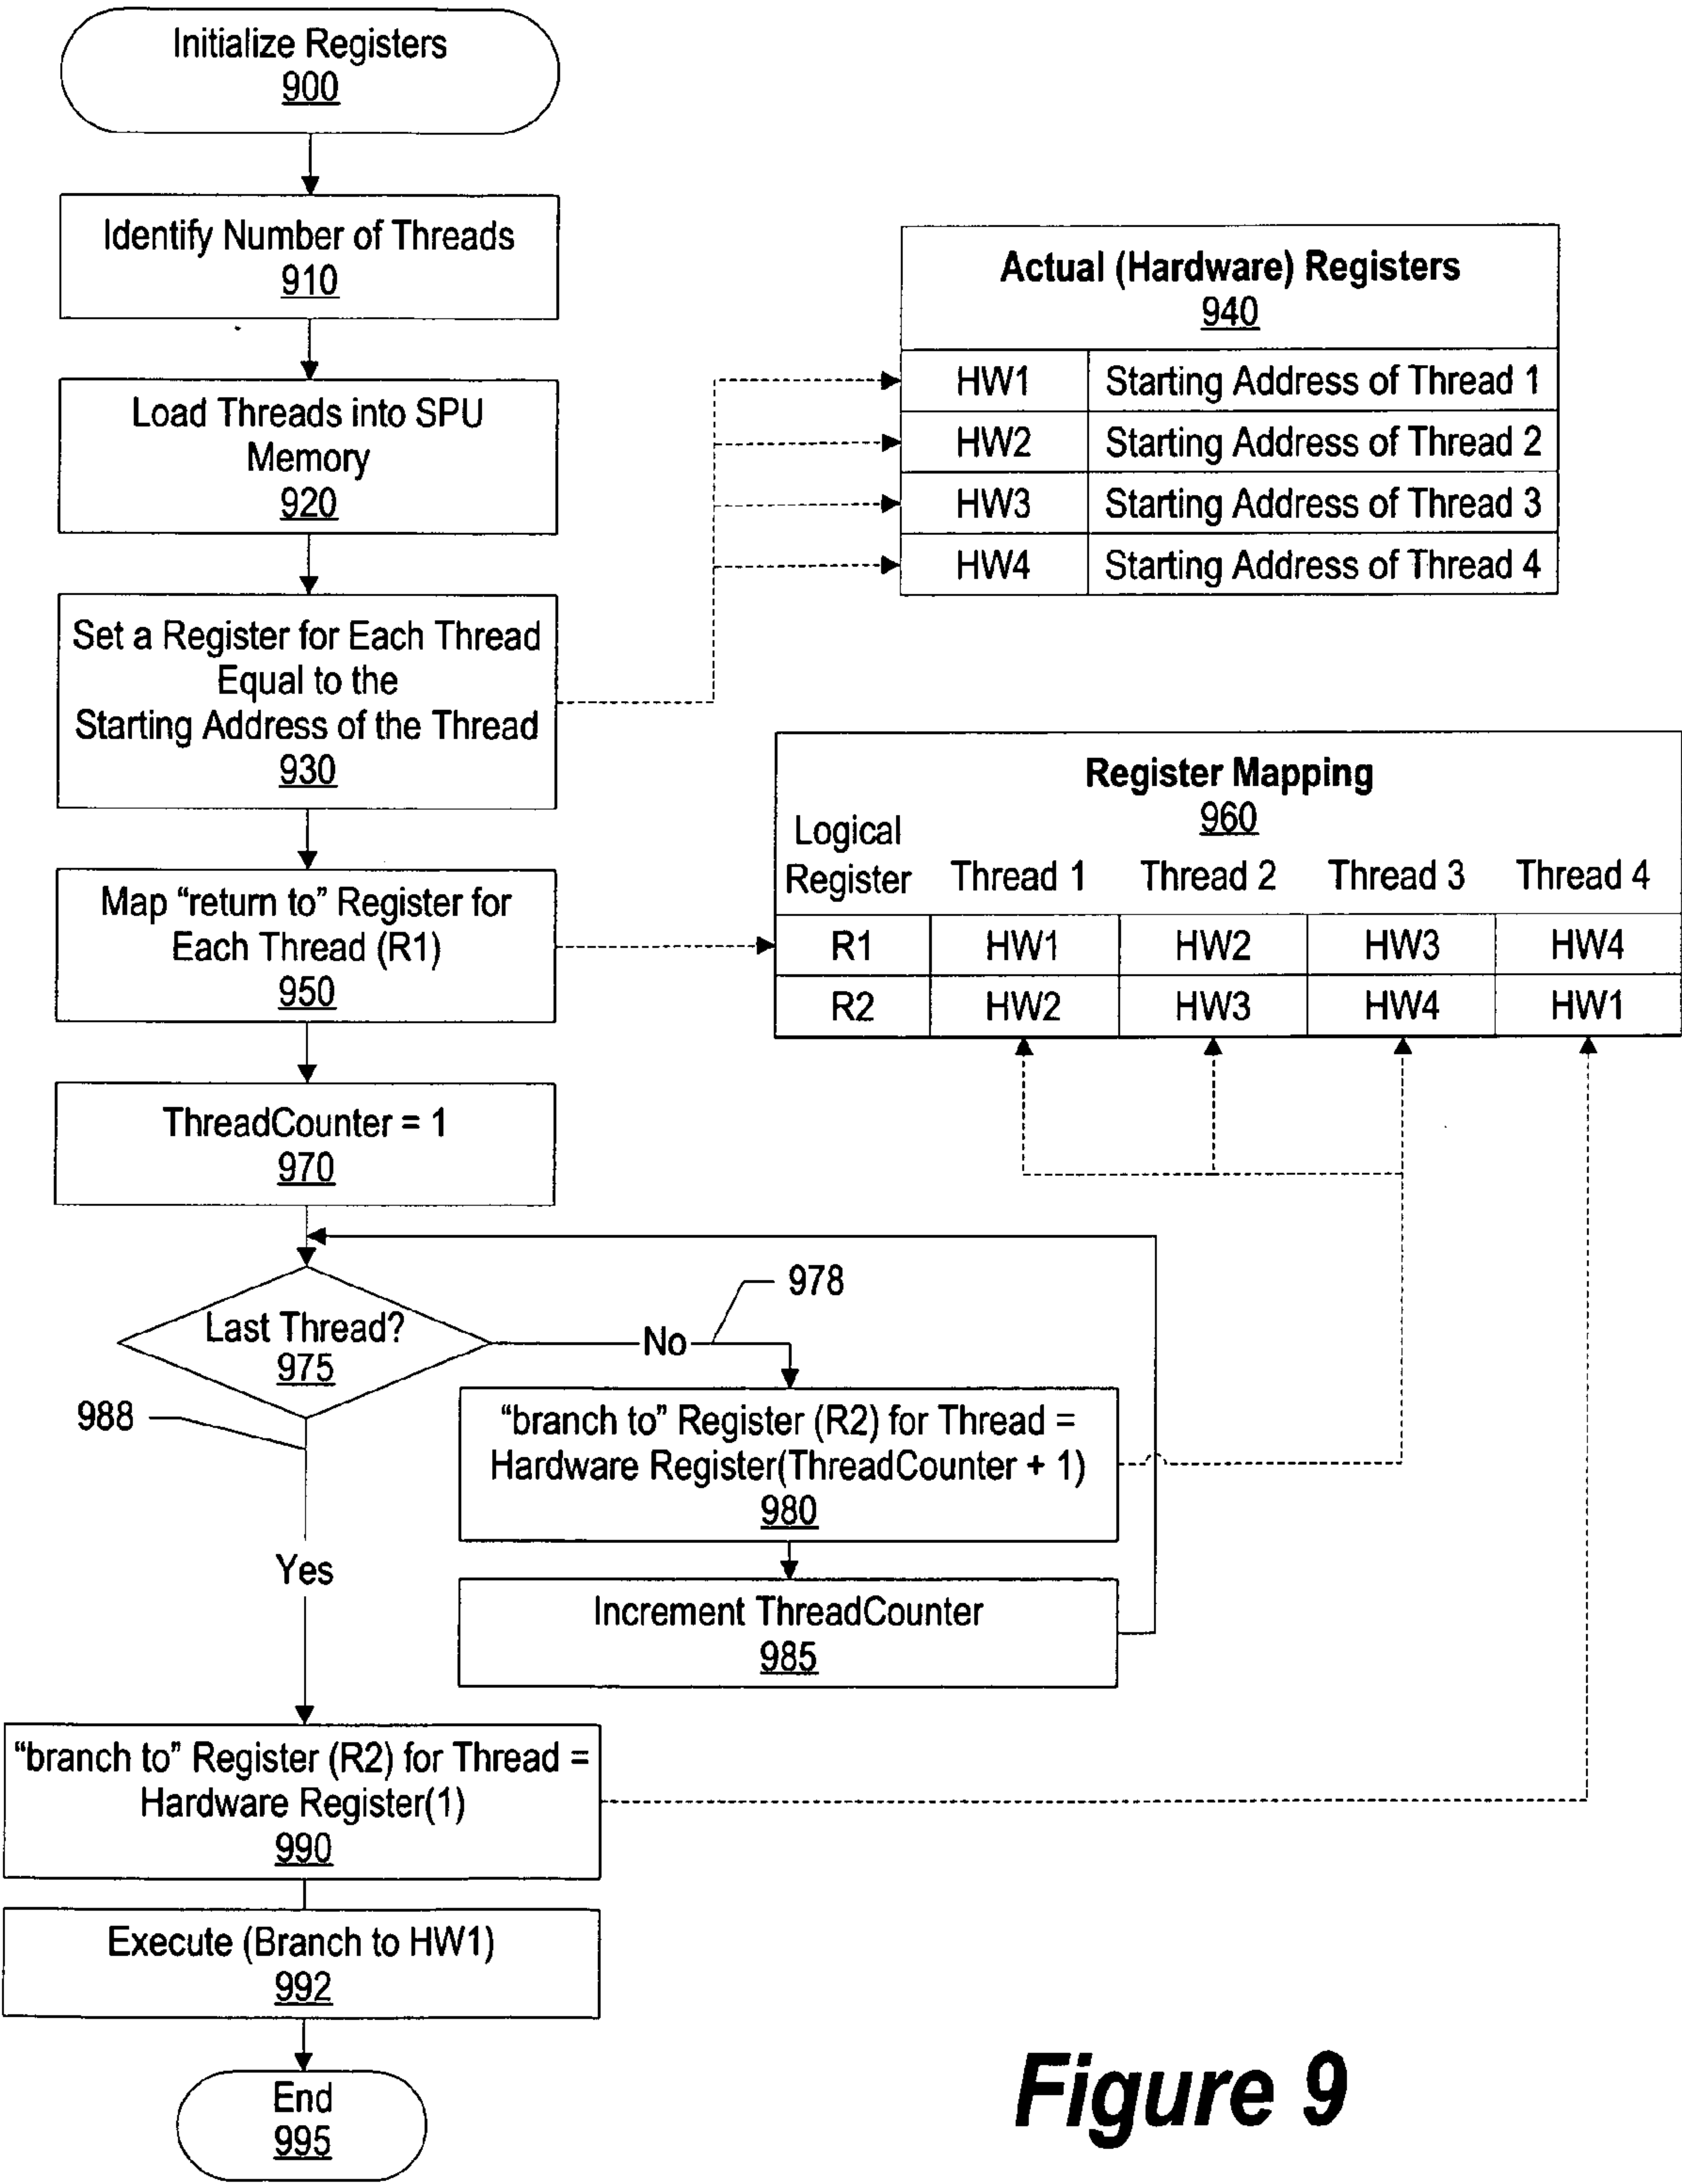 Initialize Registers
900
Identify Number of Threads
910
Load Threads into SPU
Memory
920
Set a Register for Each Thread
Equal to the
Starting Address of the Thread
930
Actual (Hardware) Registers
940
HW1 Starting Address of Thread 1
HW2 Starting Address of Thread 2
HW3 Starting Address of Thread 3
HW4 Starting Address of Thread 4
Map “return to” Register for
Each Thread (R1)
950
Register Mapping
960
Logical
Register Thread 1 Thread 2 Thread 3 Thread 4
R1 HW1 HW2 HW3 HW4
R2 HW2 HW3 HW4 HW1
ThreadCounter = 1
970
Last Thread?
975
978
No
988
“branch to” Register (R2) for Thread =
Hardware Register(ThreadCounter + 1)
980
Yes
Increment ThreadCounter
985
“branch to” Register (R2) for Thread =
Hardware Register(1)
990
Execute (Branch to HW1)
992
End
995
Figure 9